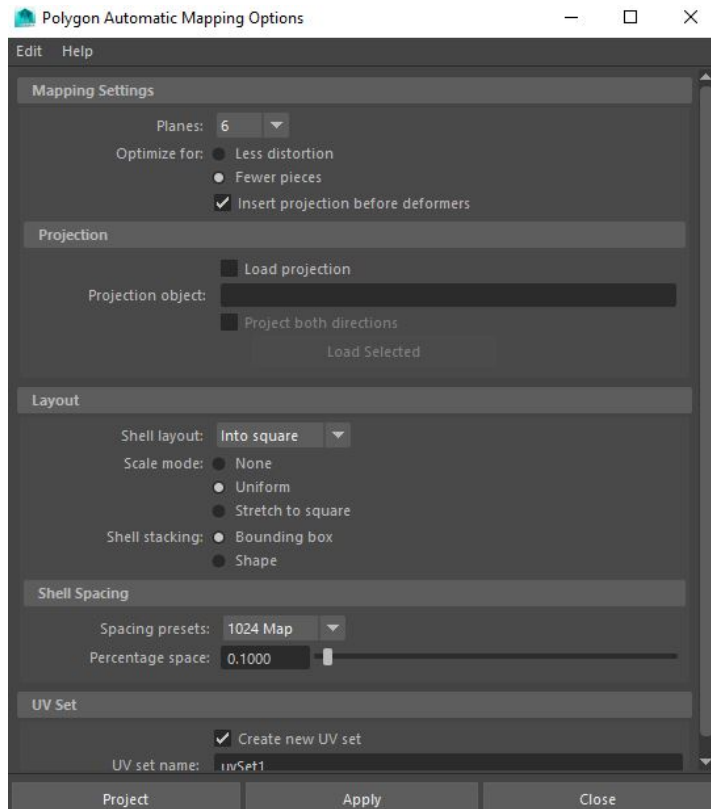 Polygon Automatic Mapping Options
Edit Help
Mapping Settings
Planes: 6
Optimize for: Less distortion
Fewer pieces
Insert projection before deformers
Projection
Load projection
Projection object:
Project both directions
Load Selected
Layout
Shell layout: Into square
Scale mode: None
Uniform
Stretch to square
Shell stacking: Bounding box
Shape
Shell Spacing
Spacing presets: 1024 Map
Percentage space: 0.1000
UV Set
Create new UV set
UV set name: uvSet1
Project Apply Close